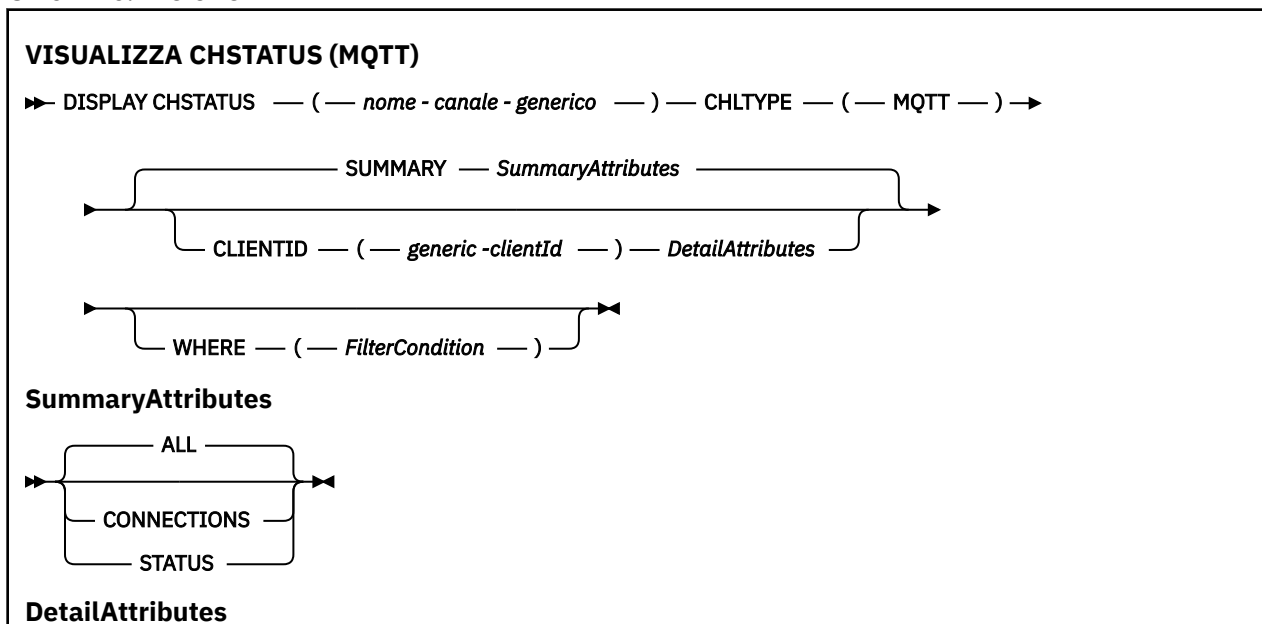 VISUALIZZA CHSTATUS (MQTT)
DISPLAY CHSTATUS ( nome - canale - generico ) CHLTYPE ( MQTT )
SUMMARY SummaryAttributes
CLIENTID ( generic -clientId ) DetailAttributes
WHERE ( FilterCondition )
SummaryAttributes
ALL
CONNECTIONS
STATUS
DetailAttributes